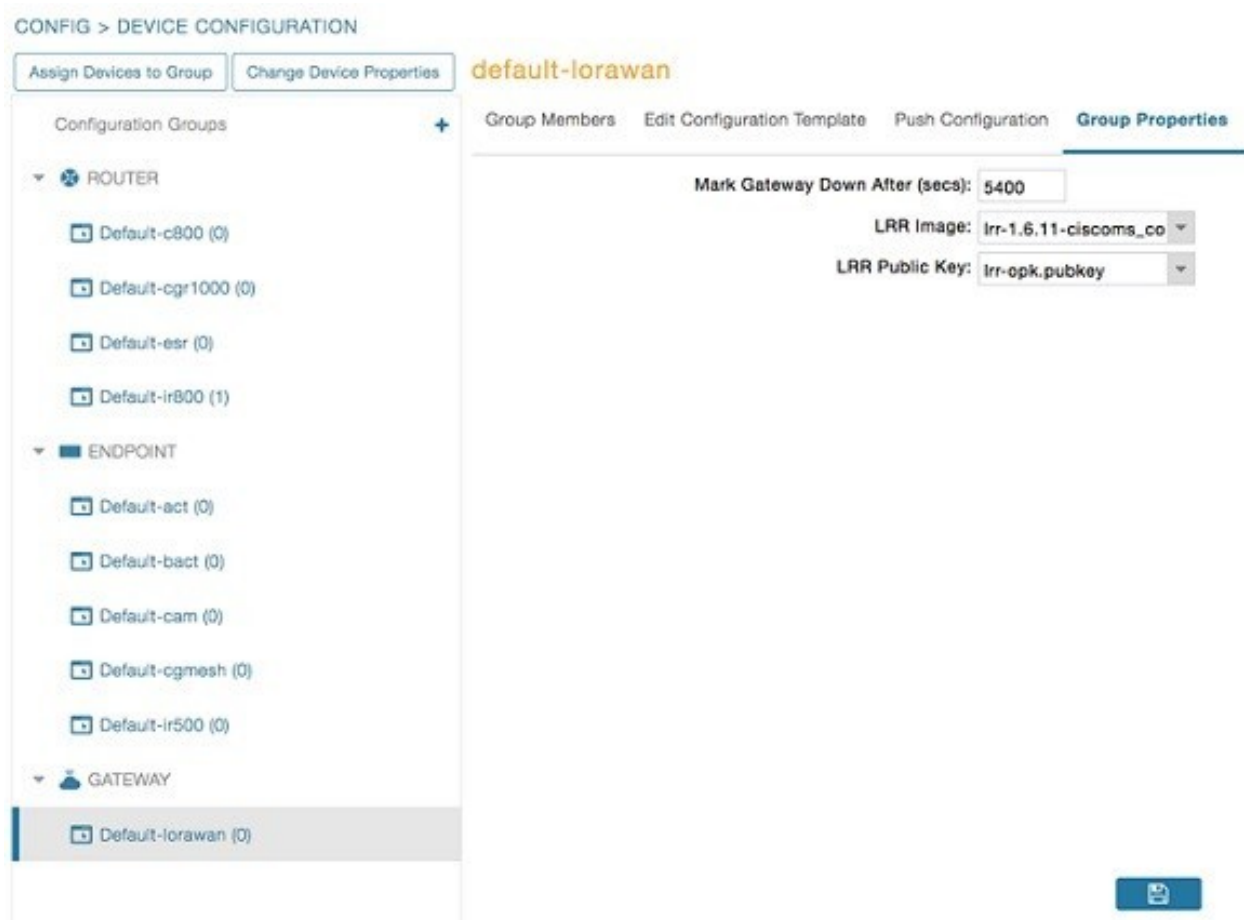 CONFIG > DEVICE CONFIGURATION
Assign Devices to Group
Change Device Properties
default-lorawan
Configuration Groups
Group Members
Edit Configuration Template
Push Configuration
Group Properties
ROUTER
Default-c800 (0)
Default-cgr1000 (0)
Default-esr (0)
Default-ir800 (1)
ENDPOINT
Default-act (0)
Default-bact (0)
Default-cam (0)
Default-cgmesh (0)
Default-ir500 (0)
GATEWAY
Default-lorawan (0)
Mark Gateway Down After (secs): 5400
LRR Image: lrr-1.6.11-ciscoms_co
LRR Public Key: lrr-opk.pubkey